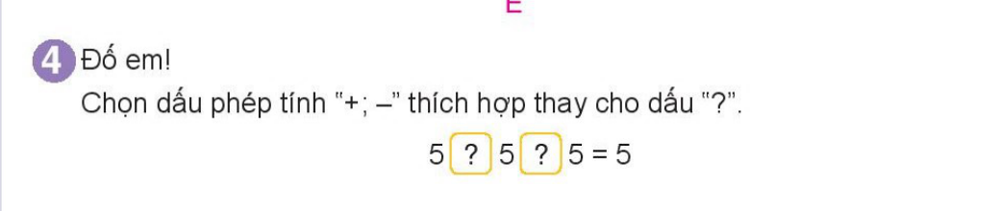 E
4 Đố em!
Chọn dấu phép tính “+; –” thích hợp thay cho dấu “?”.
5 ? 5 ? 5 = 5